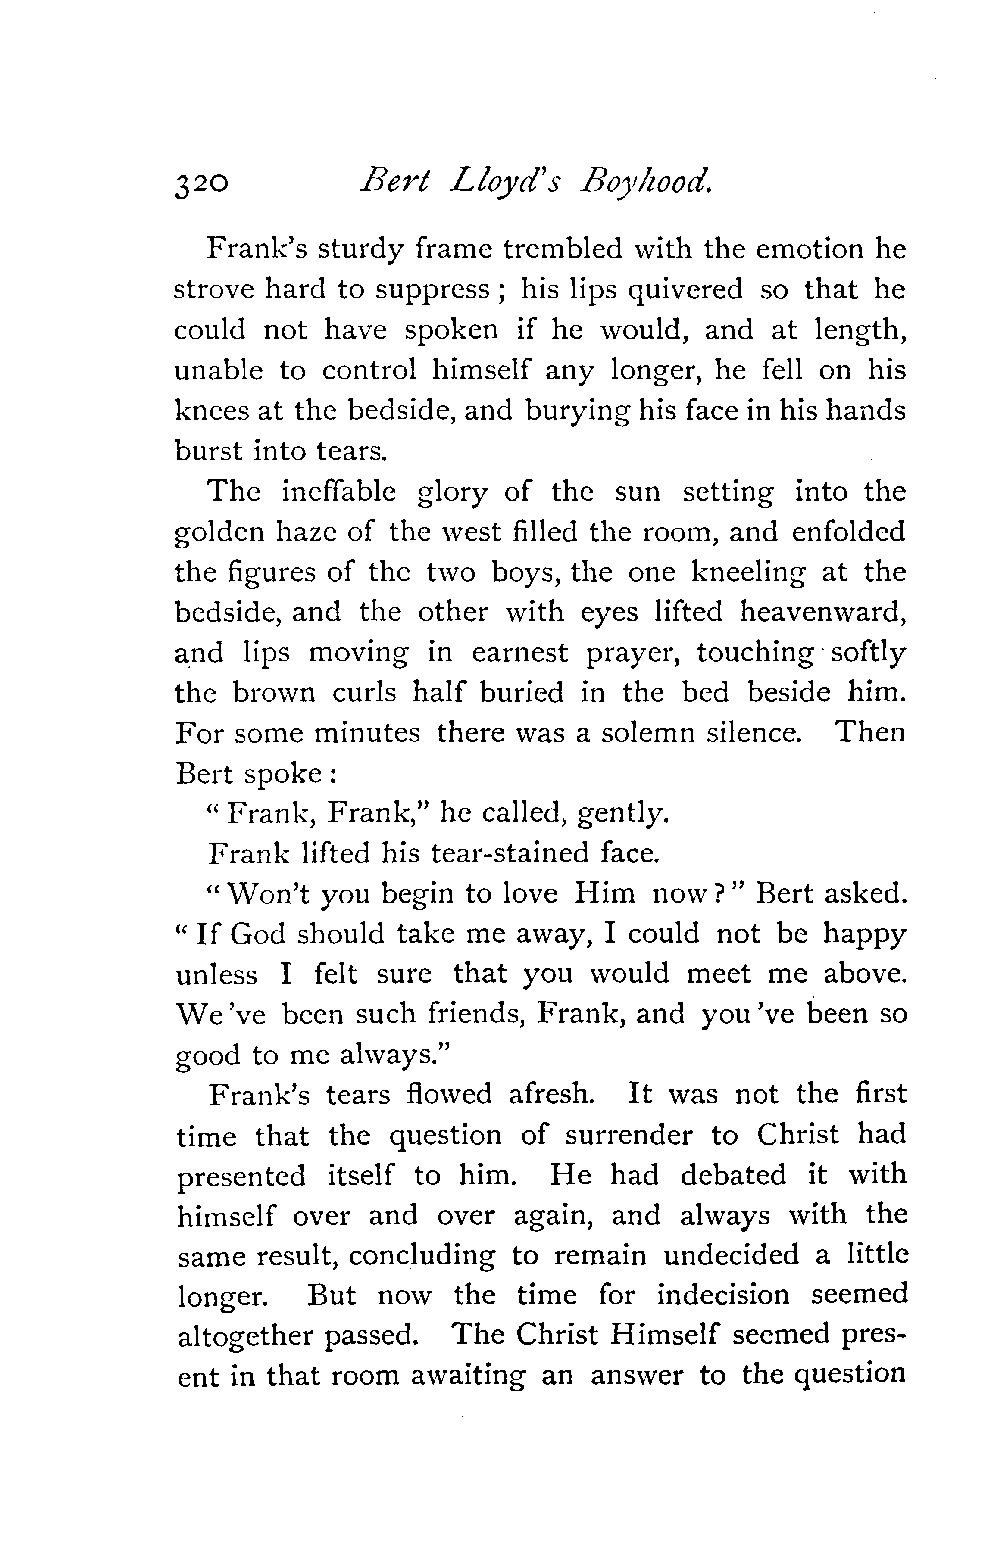 320 Bert Lloyd's Boyhood.
Frank's sturdy frame trembled with the emotion he
strove hard to suppress ; his lips quivered so that he
could not have spoken if he would, and at length,
unable to control himself any longer, he fell on his
knees at the bedside, and burying his face in his hands
burst into tears.
The ineffable glory of the sun setting into the
golden haze of the west filled the room, and enfolded
the figures of the two boys, the one kneeling at the
bedside, and the other with eyes lifted heavenward,
and lips moving in earnest prayer, touching softly
the brown curls half buried in the bed beside him.
For some minutes there was a solemn silence. Then
Bert spoke :
“ Frank, Frank,” he called, gently.
Frank lifted his tear-stained face.
“ Won't you begin to love Him now ? ” Bert asked.
“ If God should take me away, I could not be happy
unless I felt sure that you would meet me above.
We 've been such friends, Frank, and you 've been so
good to me always.”
Frank's tears flowed afresh. It was not the first
time that the question of surrender to Christ had
presented itself to him. He had debated it with
himself over and over again, and always with the
same result, concluding to remain undecided a little
longer. But now the time for indecision seemed
altogether passed. The Christ Himself seemed pres-
ent in that room awaiting an answer to the question